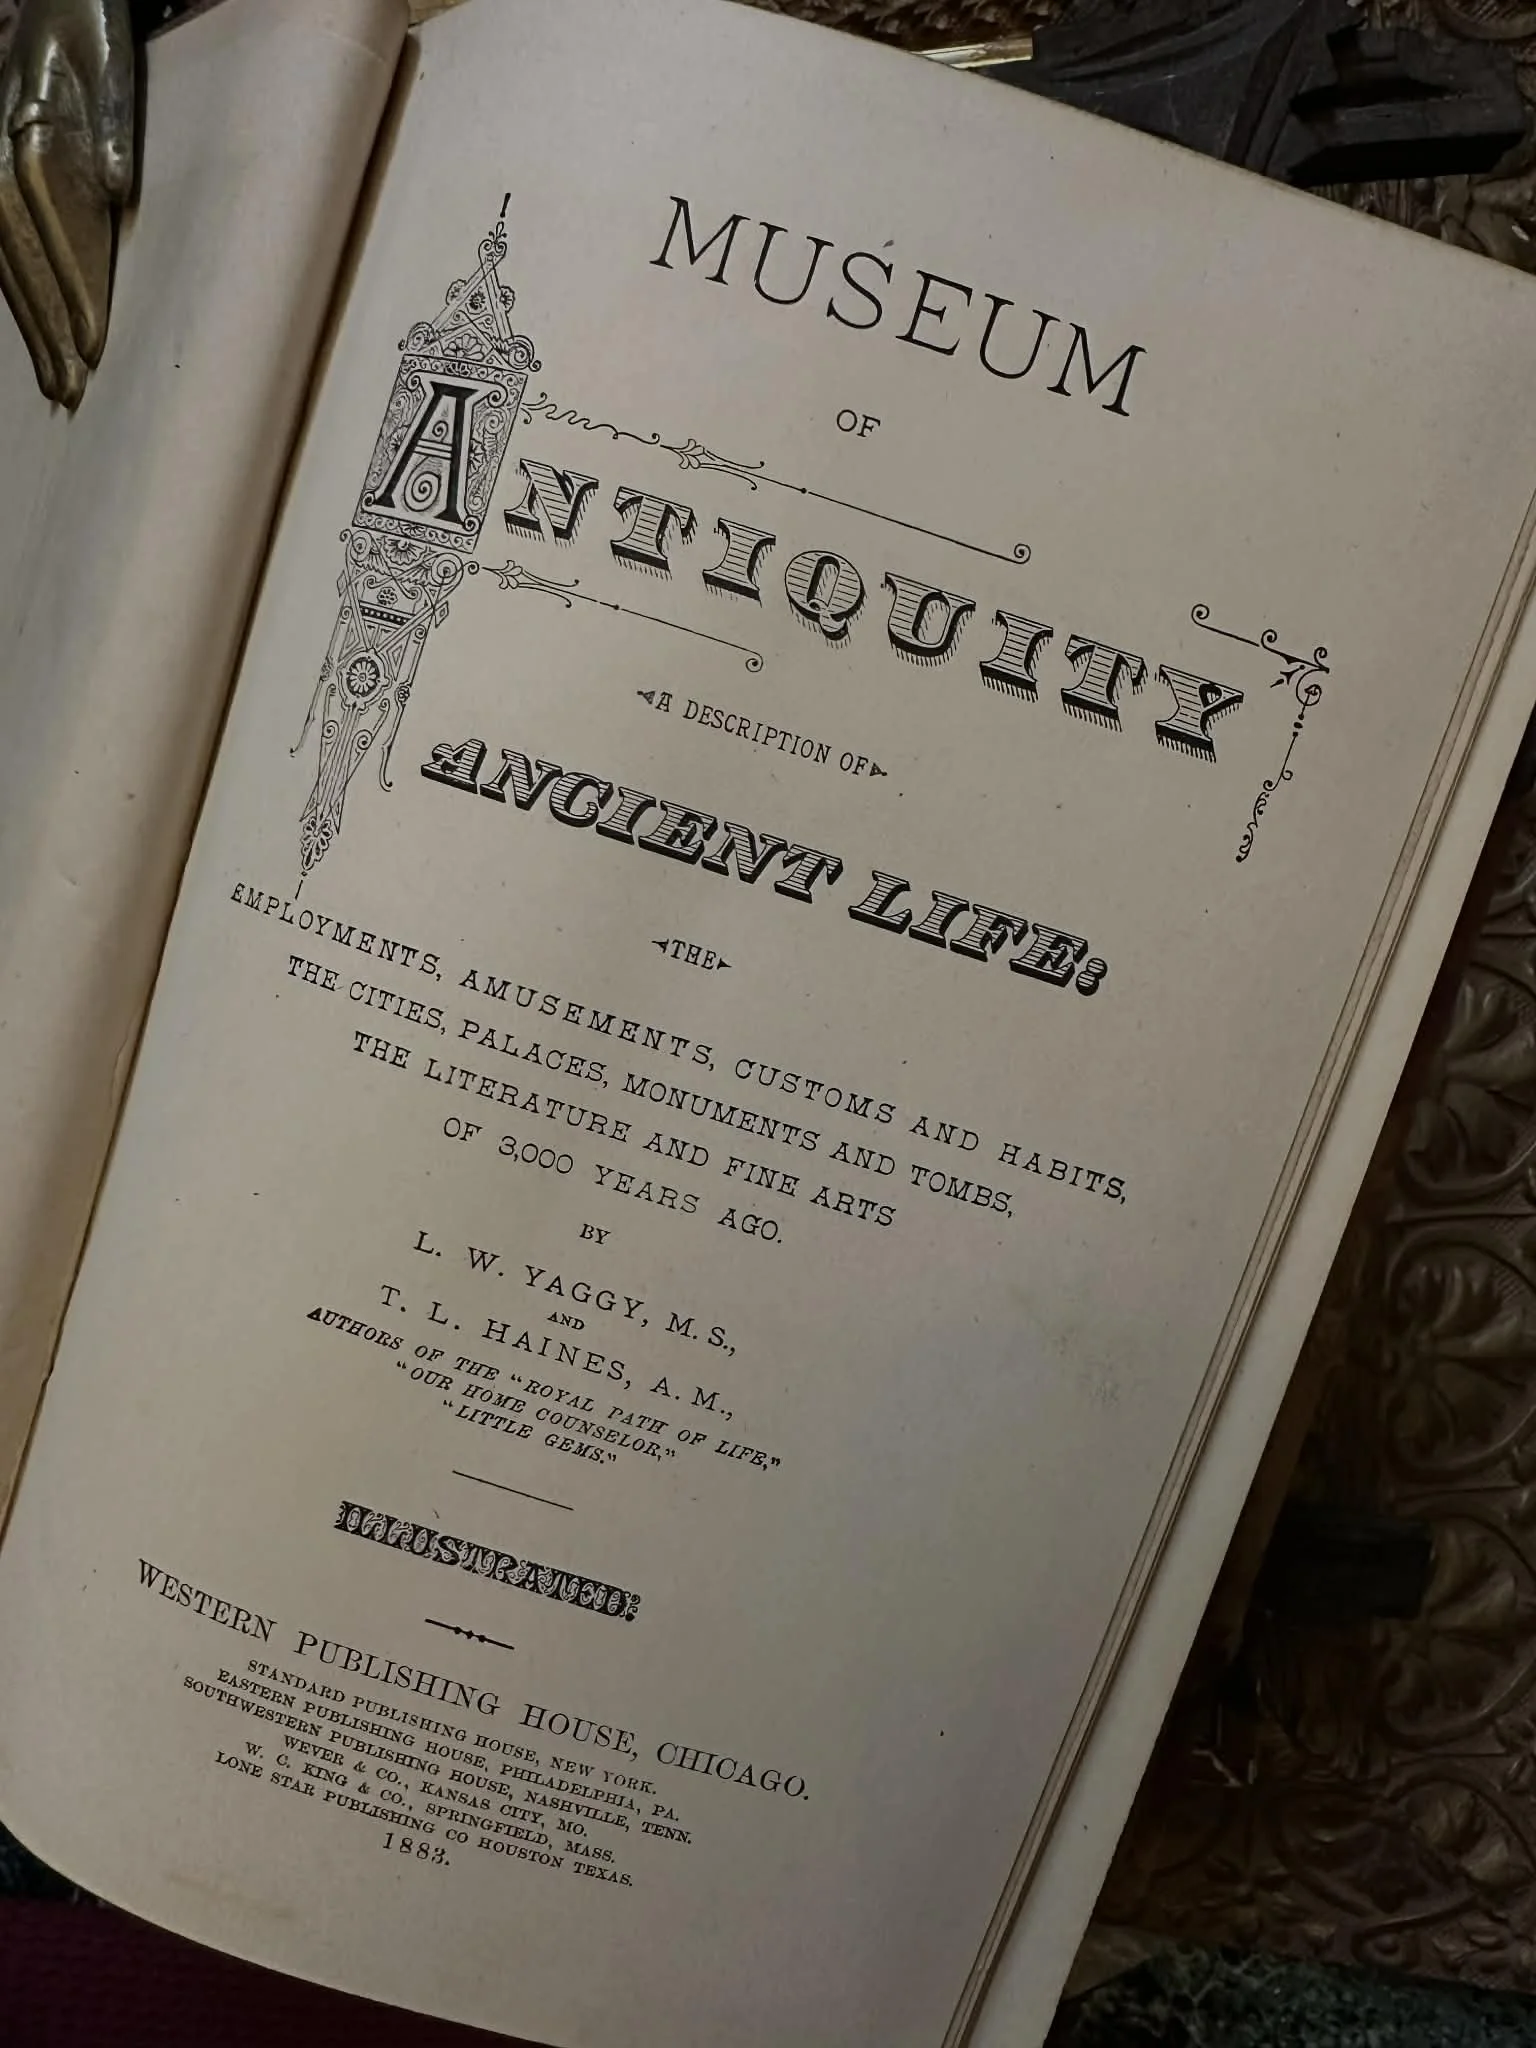 MUSEUM
OF
ANTIQUITY
A DESCRIPTION OF
ANCIENT LIFE:
THE
EMPLOYMENTS, AMUSEMENTS, CUSTOMS AND HABITS,
THE CITIES, PALACES, MONUMENTS AND TOMBS,
THE LITERATURE AND FINE ARTS
OF 3,000 YEARS AGO.
BY
L. W. YAGGY, M. S.,
AND
T. L. HAINES, A. M.,
AUTHORS OF THE “ROYAL PATH OF LIFE,”
“OUR HOME COUNSELOR,”
“LITTLE GEMS.”
ILLUSTRATED.
WESTERN PUBLISHING HOUSE, CHICAGO.
STANDARD PUBLISHING HOUSE, NEW YORK.
EASTERN PUBLISHING HOUSE, PHILADELPHIA, PA.
SOUTHWESTERN PUBLISHING HOUSE, NASHVILLE, TENN.
WEVER & CO., KANSAS CITY, MO.
W. C. KING & CO., SPRINGFIELD, MASS.
LONE STAR PUBLISHING CO HOUSTON TEXAS.
1883.